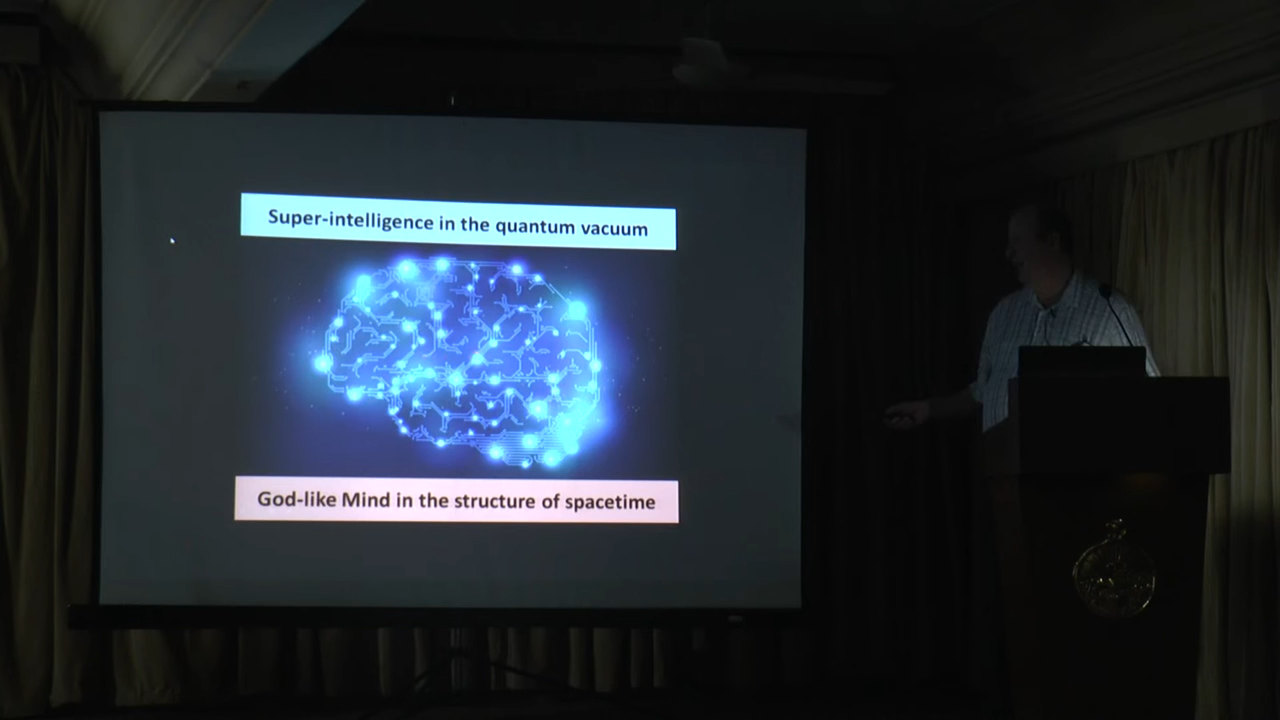 Super-intelligence in the quantum vacuum
God-like Mind in the structure of spacetime